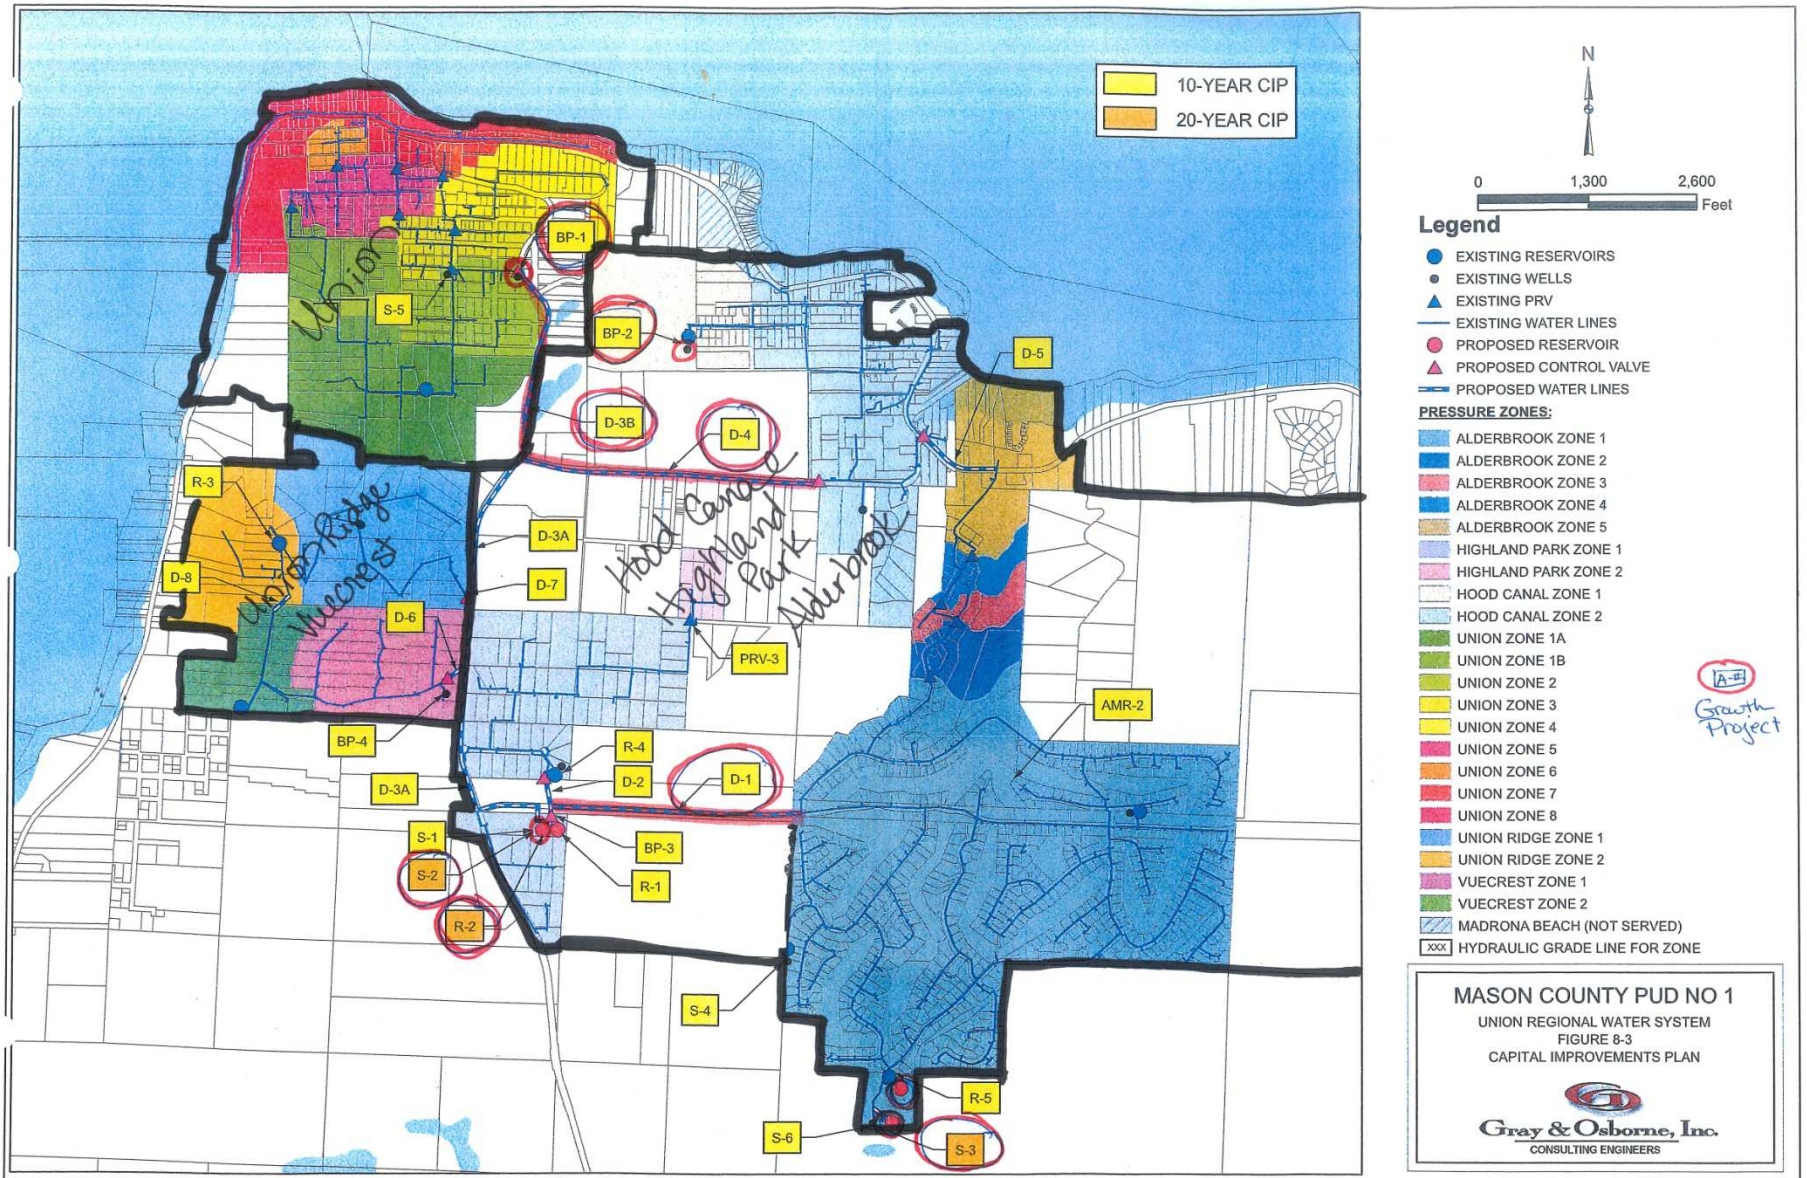 10-YEAR CIP
20-YEAR CIP
N
0 1,300 2,600
Feet
Legend
EXISTING RESERVOIRS
EXISTING WELLS
EXISTING PRV
EXISTING WATER LINES
PROPOSED RESERVOIR
PROPOSED CONTROL VALVE
PROPOSED WATER LINES
PRESSURE ZONES:
ALDERBROOK ZONE 1
ALDERBROOK ZONE 2
ALDERBROOK ZONE 3
ALDERBROOK ZONE 4
ALDERBROOK ZONE 5
HIGHLAND PARK ZONE 1
HIGHLAND PARK ZONE 2
HOOD CANAL ZONE 1
HOOD CANAL ZONE 2
UNION ZONE 1A
UNION ZONE 1B
UNION ZONE 2
UNION ZONE 3
UNION ZONE 4
UNION ZONE 5
UNION ZONE 6
UNION ZONE 7
UNION ZONE 8
UNION RIDGE ZONE 1
UNION RIDGE ZONE 2
VUECREST ZONE 1
VUECREST ZONE 2
MADRONA BEACH (NOT SERVED)
XXX HYDRAULIC GRADE LINE FOR ZONE
A-#
Growth
Project
MASON COUNTY PUD NO 1
UNION REGIONAL WATER SYSTEM
FIGURE 8-3
CAPITAL IMPROVEMENTS PLAN
Gray & Osborne, Inc.
CONSULTING ENGINEERS
BP-1
Union
S-5
BP-2
D-5
D-3B
D-4
R-3
Union Ridge
Vuecrest
D-3A
Hood Canal
Highland
Park
Alderbrook
D-8
D-7
D-6
PRV-3
AMR-2
BP-4
R-4
D-2
D-1
D-3A
S-1
BP-3
S-2
R-1
R-2
S-4
R-5
S-6
S-3